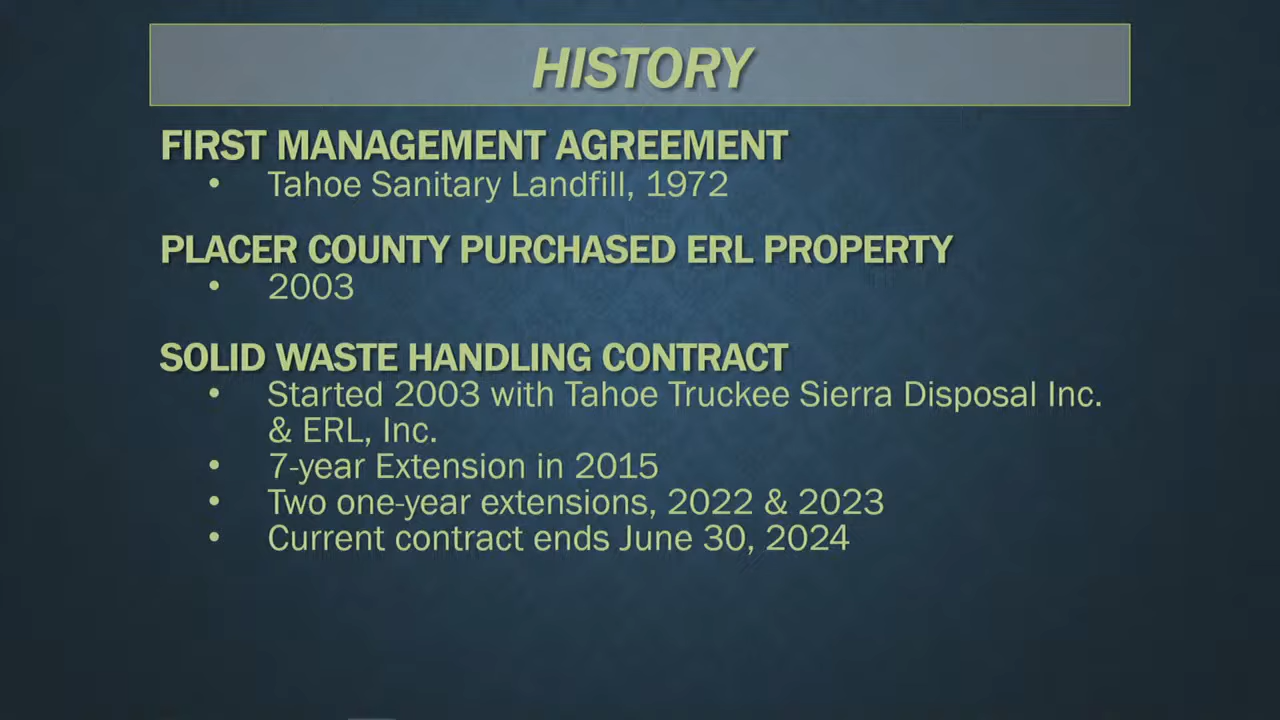 HISTORY
FIRST MANAGEMENT AGREEMENT
• Tahoe Sanitary Landfill, 1972
PLACER COUNTY PURCHASED ERL PROPERTY
• 2003
SOLID WASTE HANDLING CONTRACT
• Started 2003 with Tahoe Truckee Sierra Disposal Inc.
& ERL, Inc.
• 7-year Extension in 2015
• Two one-year extensions, 2022 & 2023
• Current contract ends June 30, 2024